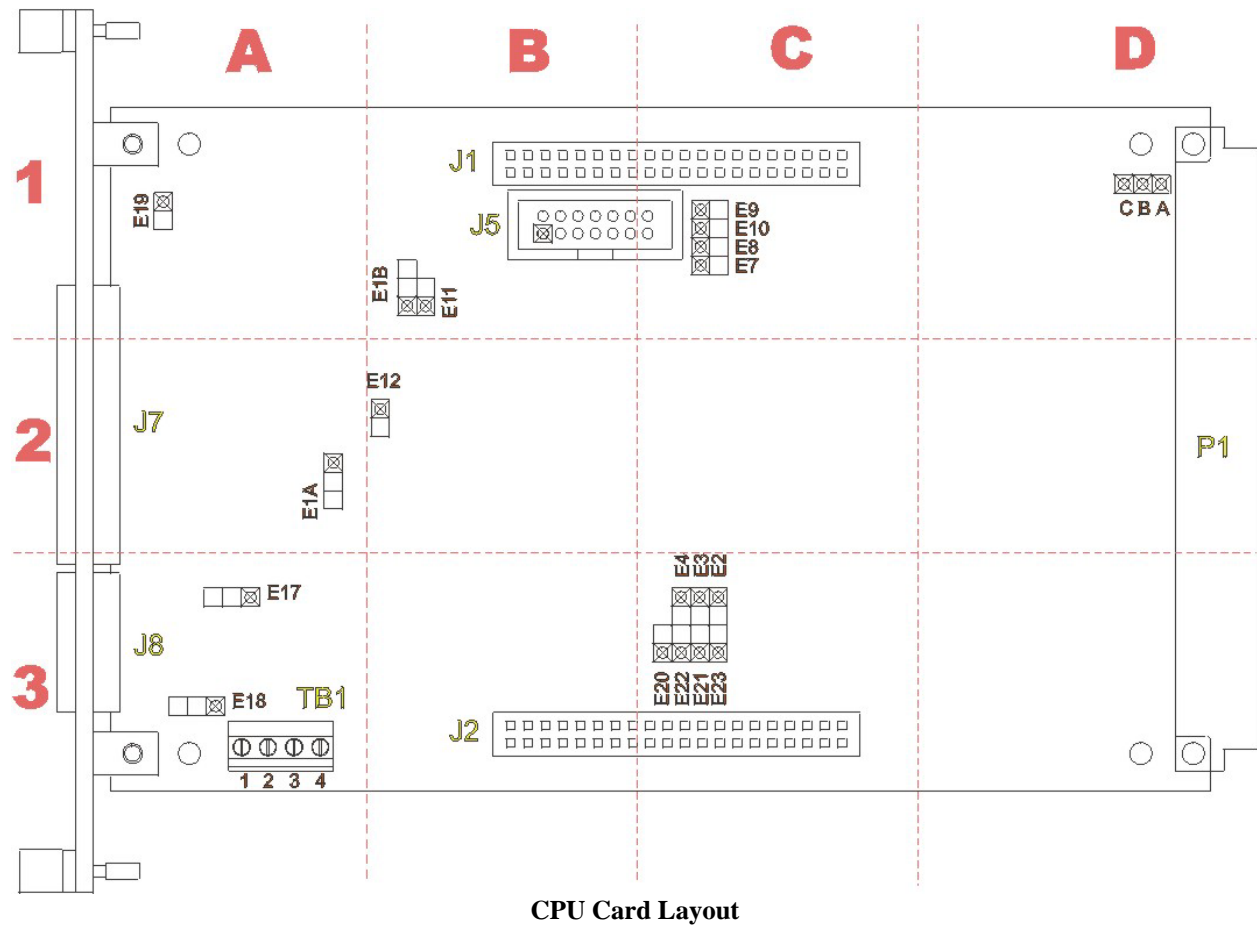 A B C D
1
J1
E19
J5
E9
E10
E8
E7
C B A
E1B
E11
2
E12
J7
P1
E1A
3
E4 E3 E2
E17
J8
E20 E22 E21 E23
E18
TB1
J2
1 2 3 4
CPU Card Layout